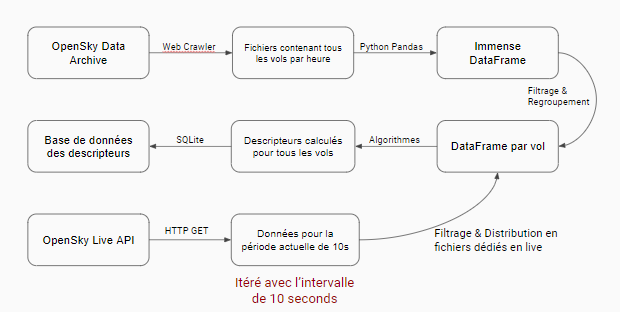 OpenSky Data
Archive
Web Crawler
Fichiers contenant tous
les vols par heure
Python Pandas
Immense
DataFrame
Filtrage &
Regroupement
Base de données
des descripteurs
SQLite
Descripteurs calculés
pour tous les vols
Algorithmes
DataFrame par vol
OpenSky Live API
HTTP GET
Données pour la
période actuelle de 10s
Filtrage & Distribution en
fichiers dédiés en live
Itéré avec l'intervalle
de 10 seconds